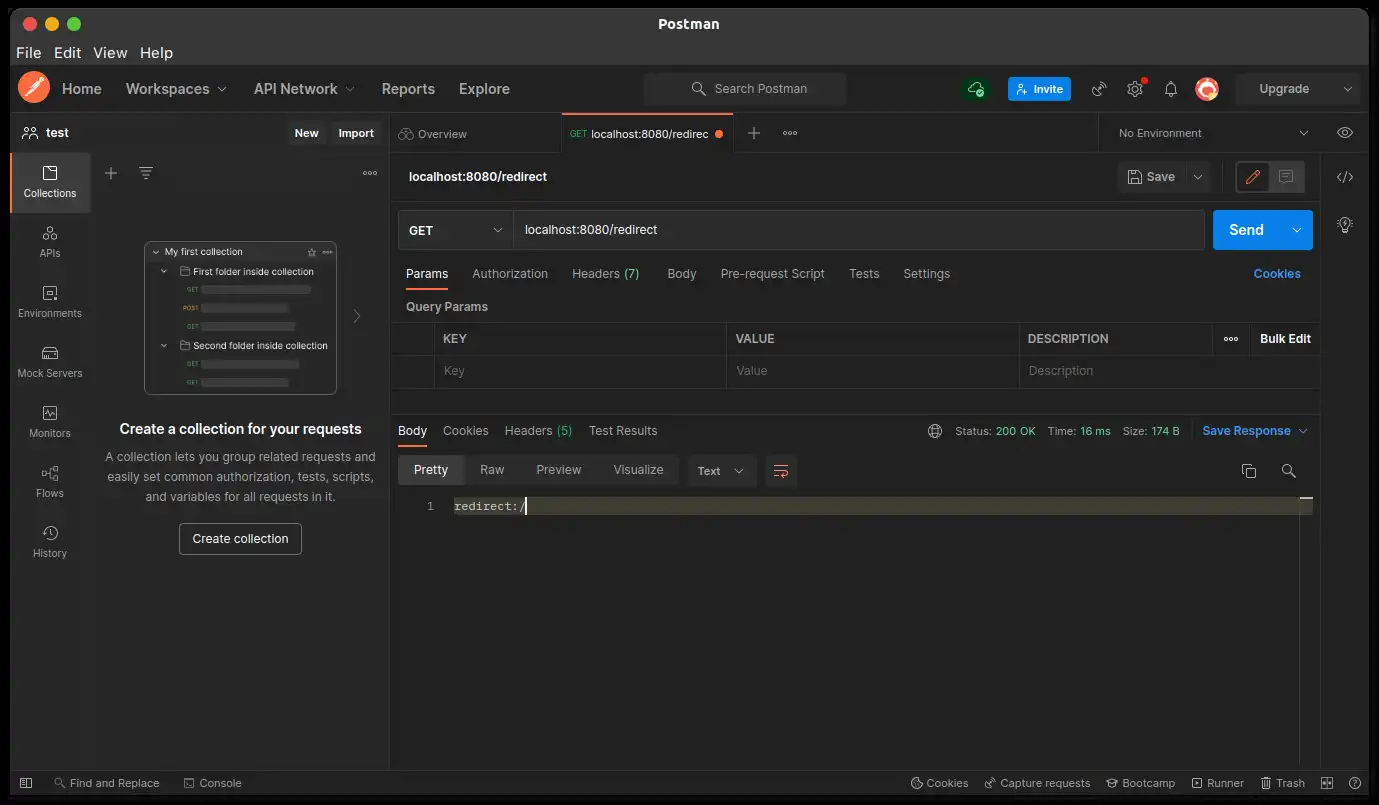 Postman
File Edit View Help
Home Workspaces API Network Reports Explore Search Postman Invite Upgrade
test New Import Overview GET localhost:8080/redirec No Environment
Collections
APIs
Environments
Mock Servers
Monitors
Flows
History
My first collection
First folder inside collection
GET
POST
GET
Second folder inside collection
GET
GET
Create a collection for your requests
A collection lets you group related requests and
easily set common authorization, tests, scripts,
and variables for all requests in it.
Create collection
localhost:8080/redirect Save
GET localhost:8080/redirect Send
Params Authorization Headers (7) Body Pre-request Script Tests Settings Cookies
Query Params
KEY VALUE DESCRIPTION Bulk Edit
Key Value Description
Body Cookies Headers (5) Test Results Status: 200 OK Time: 16 ms Size: 174 B Save Response
Pretty Raw Preview Visualize Text
1 redirect:/
Find and Replace Console Cookies Capture requests Bootcamp Runner Trash